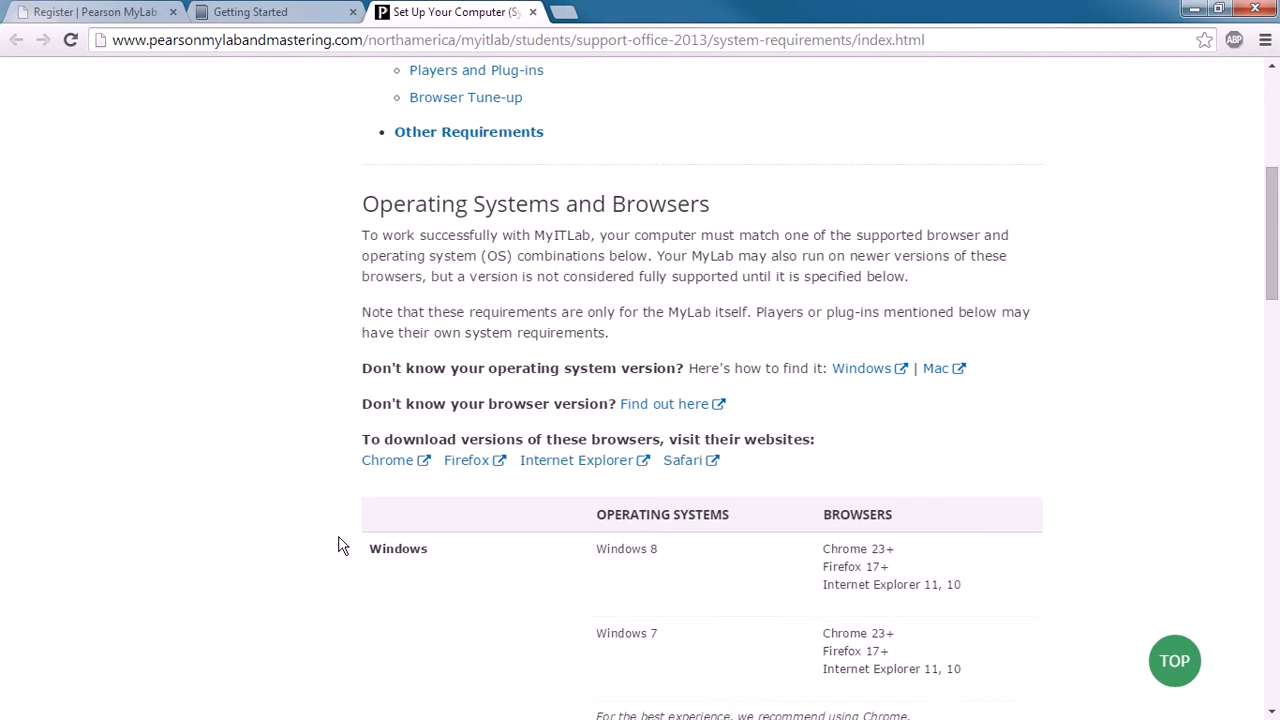 Register | Pearson MyLab
Getting Started
Set Up Your Computer (Sy
www.pearsonmylabandmastering.com/northamerica/myitlab/students/support-office-2013/system-requirements/index.html
ABP
Players and Plug-ins
Browser Tune-up
Other Requirements
Operating Systems and Browsers
To work successfully with MyITLab, your computer must match one of the supported browser and
operating system (OS) combinations below. Your MyLab may also run on newer versions of these
browsers, but a version is not considered fully supported until it is specified below.
Note that these requirements are only for the MyLab itself. Players or plug-ins mentioned below may
have their own system requirements.
Don't know your operating system version? Here's how to find it: Windows | Mac
Don't know your browser version? Find out here
To download versions of these browsers, visit their websites:
Chrome Firefox Internet Explorer Safari
OPERATING SYSTEMS BROWSERS
Windows Windows 8 Chrome 23+
Firefox 17+
Internet Explorer 11, 10
Windows 7 Chrome 23+
Firefox 17+
Internet Explorer 11, 10
TOP
For the best experience, we recommend using Chrome.